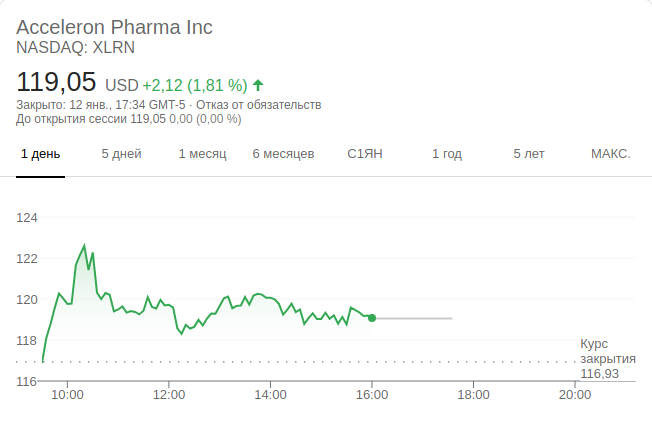 Acceleron Pharma Inc
NASDAQ: XLRN
119,05 USD +2,12 (1,81 %)
Закрыто: 12 янв., 17:34 GMT-5 · Отказ от обязательств
До открытия сессии 119,05 0,00 (0,00 %)
1 день 5 дней 1 месяц 6 месяцев С1ЯН 1 год 5 лет МАКС.
124
122
120
118
Курс
закрытия
116,93
116
10:00 12:00 14:00 16:00 18:00 20:00